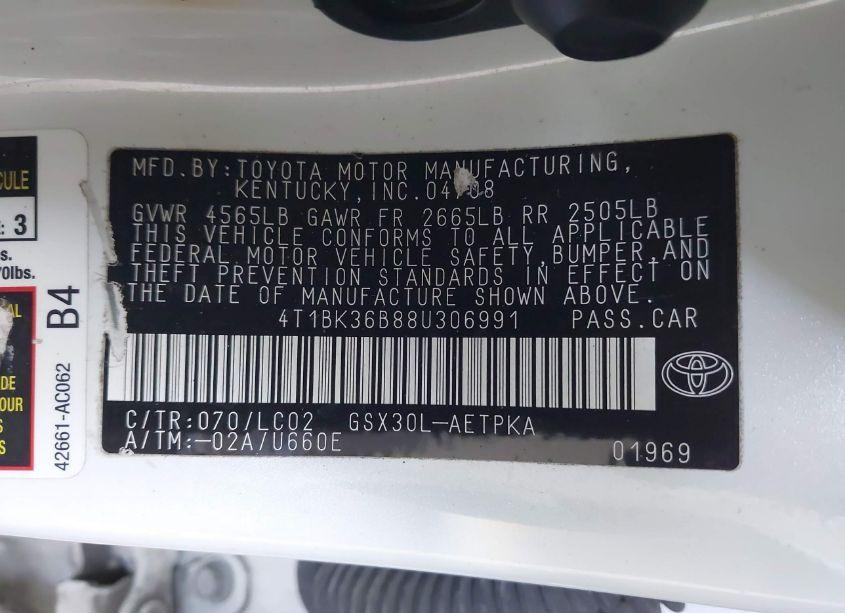 MFD. BY: TOYOTA MOTOR MANUFACTURING,
KENTUCKY, INC. 04/08
GVWR 4565LB GAWR FR 2665LB RR 2505LB
THIS VEHICLE CONFORMS TO ALL APPLICABLE
FEDERAL MOTOR VEHICLE SAFETY, BUMPER, AND
THEFT PREVENTION STANDARDS IN EFFECT ON
THE DATE OF MANUFACTURE SHOWN ABOVE.
4T1BK36B88U306991 PASS. CAR
C/TR: 070/LC02 GSX30L-AETPKA
A/TM: -02A/U660E 01969
3
B4
42661-AC062